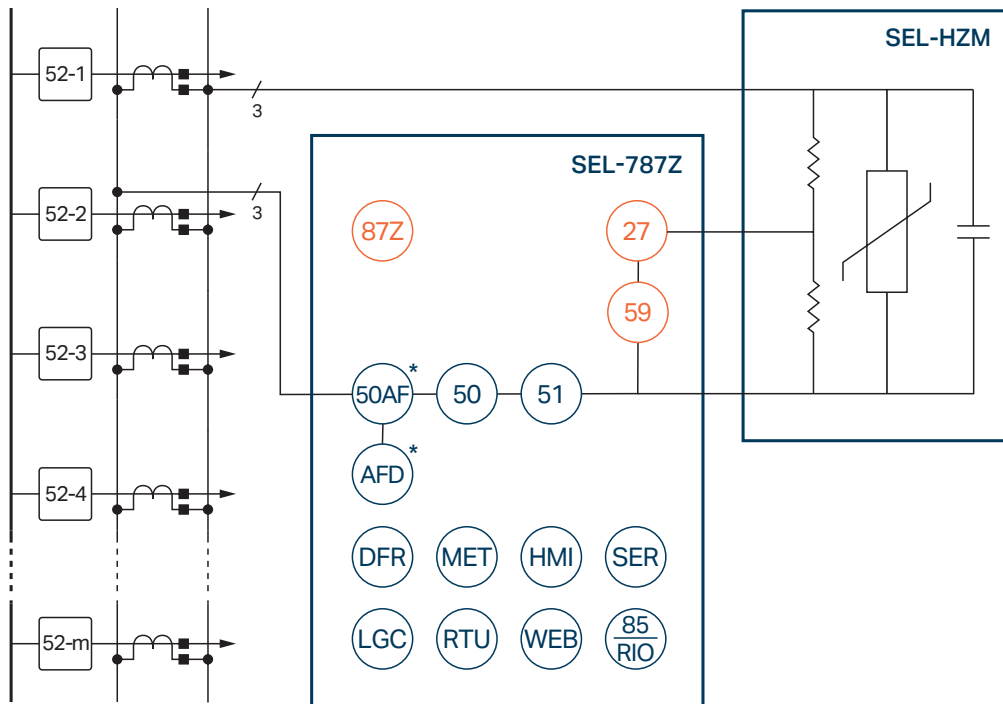 SEL-HZM
52-1
3
SEL-787Z
52-2
3
87Z
27
59
52-3
50AF*
50
51
AFD*
52-4
DFR
MET
HMI
SER
52-m
LGC
RTU
WEB
85
RIO